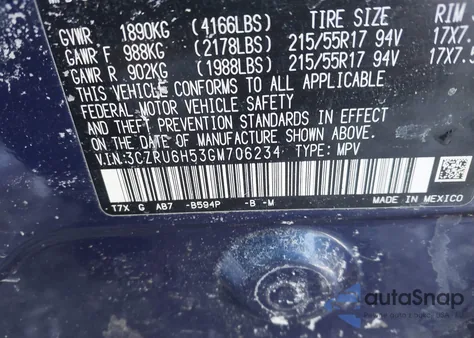 TIRE SIZE RIM
GVWR 1890KG (4166LBS)
GAWR F 988KG (2178LBS) 215/55R17 94V 17X7.
GAWR R 902KG (1988LBS) 215/55R17 94V 17X7.5
THIS VEHICLE CONFORMS TO ALL APPLICABLE
FEDERAL MOTOR VEHICLE SAFETY
AND THEFT PREVENTION STANDARDS IN EFFECT
ON THE DATE OF MANUFACTURE SHOWN ABOVE.
V.I.N:3CZRU6H53GM706234 TYPE: MPV
T7X G AB7 -B594P -B -M MADE IN MEXICO
autoSnap